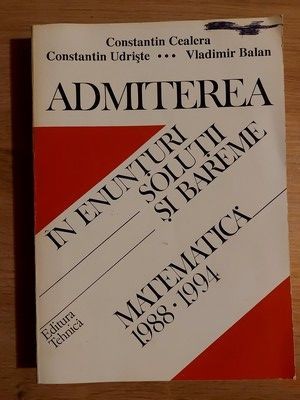 Constantin Cealera
Constantin Udriște ••• Vladimir Balan
ADMITEREA
ÎN ENUNȚURI
SOLUȚII
ȘI BAREME
MATEMATICĂ
1988 • 1994
Editura
Tehnică